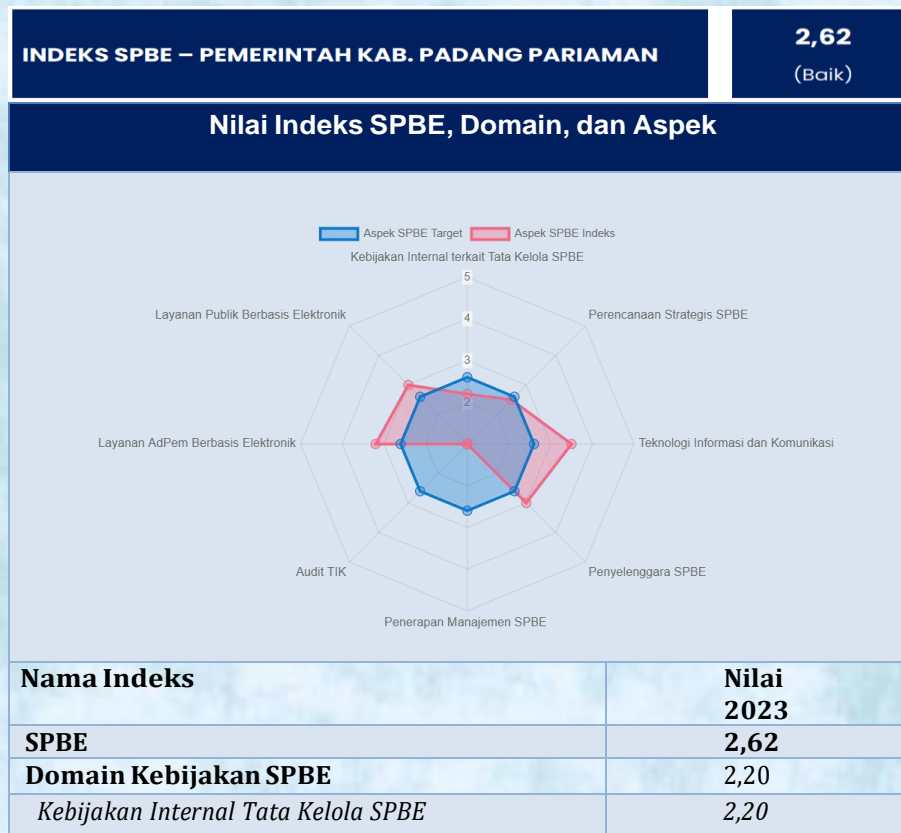 INDEKS SPBE – PEMERINTAH KAB. PADANG PARIAMAN
2,62
(Baik)
Nilai Indeks SPBE, Domain, dan Aspek
Aspek SPBE Target
Aspek SPBE Indeks
Kebijakan Internal terkait Tata Kelola SPBE
5
Layanan Publik Berbasis Elektronik
Perencanaan Strategis SPBE
4
3
2
Layanan AdPem Berbasis Elektronik
Teknologi Informasi dan Komunikasi
Audit TIK
Penyelenggara SPBE
Penerapan Manajemen SPBE
Nama Indeks
Nilai
2023
SPBE
2,62
Domain Kebijakan SPBE
2,20
Kebijakan Internal Tata Kelola SPBE
2,20